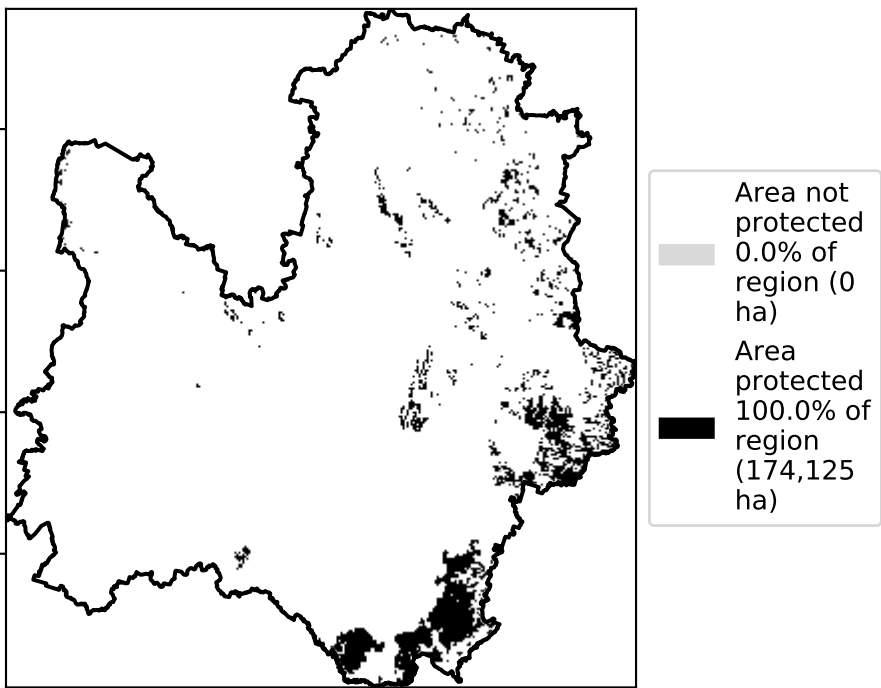 Area not
protected
0.0% of
region (0
ha)
Area
protected
100.0% of
region
(174,125
ha)